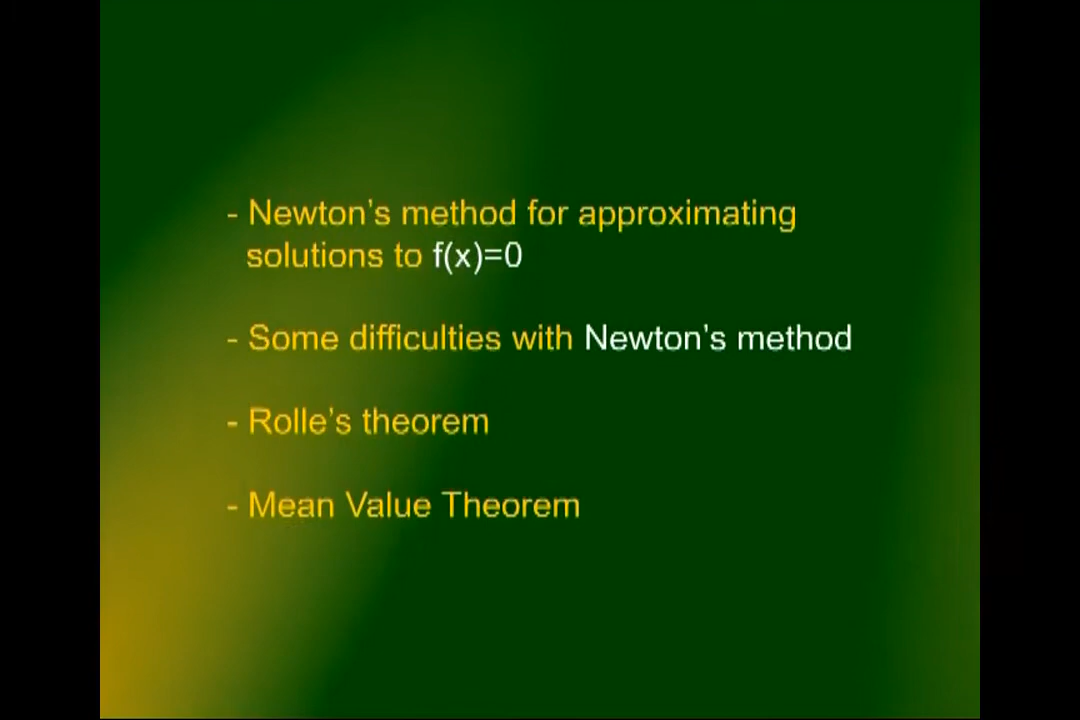 - Newton's method for approximating
solutions to f(x)=0
- Some difficulties with Newton's method
- Rolle's theorem
- Mean Value Theorem